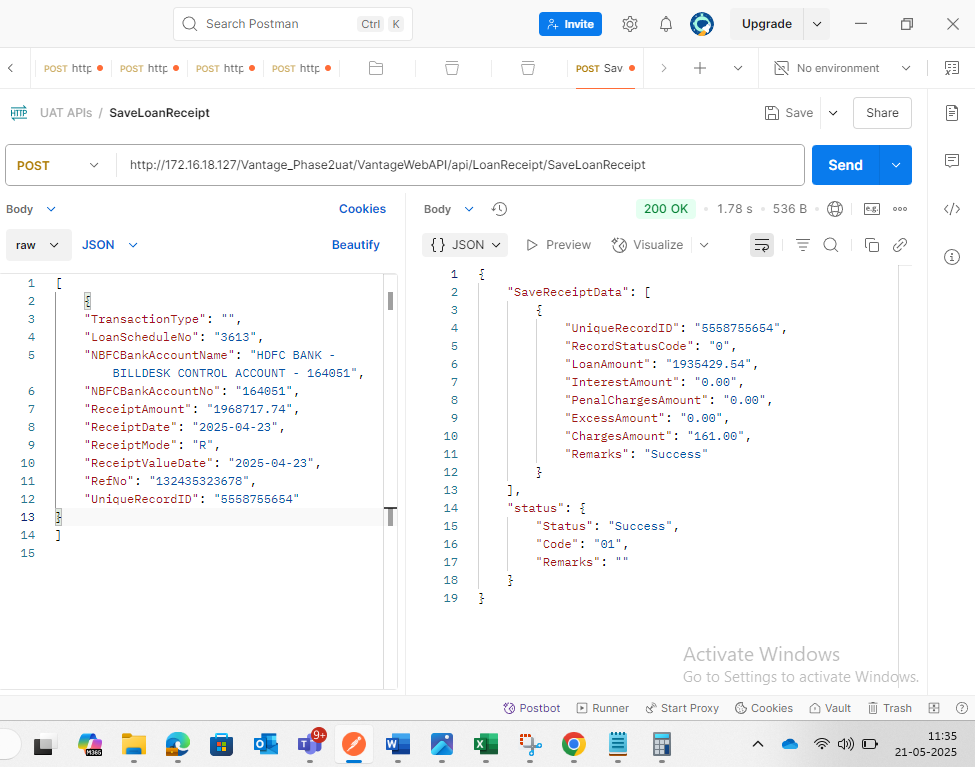 Search Postman Ctrl K Invite Upgrade
POST http POST http POST http POST http POST Sav No environment
HTTP UAT APIs / SaveLoanReceipt Save Share
POST http://172.16.18.127/Vantage_Phase2uat/VantageWebAPI/api/LoanReceipt/SaveLoanReceipt Send
Body Cookies
raw JSON Beautify
1 [
2 {
3 "TransactionType": "",
4 "LoanScheduleNo": "3613",
5 "NBFCBankAccountName": "HDFC BANK -
BILLDESK CONTROL ACCOUNT - 164051",
6 "NBFCBankAccountNo": "164051",
7 "ReceiptAmount": "1968717.74",
8 "ReceiptDate": "2025-04-23",
9 "ReceiptMode": "R",
10 "ReceiptValueDate": "2025-04-23",
11 "RefNo": "132435323678",
12 "UniqueRecordID": "5558755654"
13 }
14 ]
15
Body 200 OK 1.78 s 536 B e.g.
{} JSON Preview Visualize
1 {
2 "SaveReceiptData": [
3 {
4 "UniqueRecordID": "5558755654",
5 "RecordStatusCode": "0",
6 "LoanAmount": "1935429.54",
7 "InterestAmount": "0.00",
8 "PenalChargesAmount": "0.00",
9 "ExcessAmount": "0.00",
10 "ChargesAmount": "161.00",
11 "Remarks": "Success"
12 }
13 ],
14 "status": {
15 "Status": "Success",
16 "Code": "01",
17 "Remarks": ""
18 }
19 }
Activate Windows
Go to Settings to activate Windows.
Postbot Runner Start Proxy Cookies Vault Trash
M365 9+ 11:35
21-05-2025